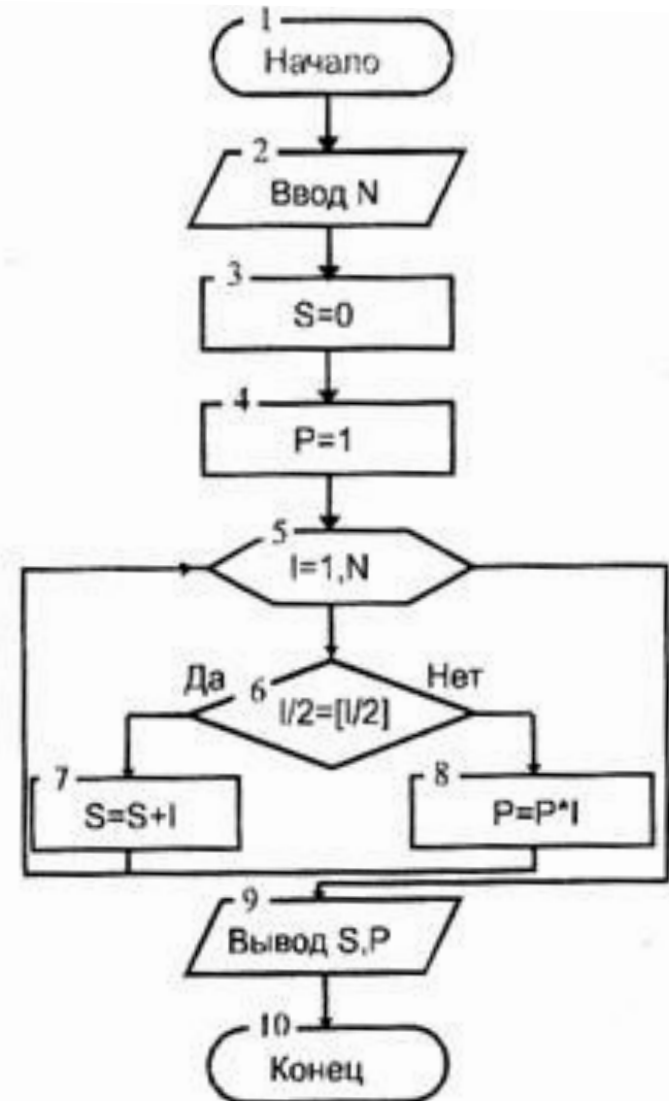 1
Начало
2
Ввод N
3
S=0
4
P=1
5
I=1,N
Да 6 Нет
I/2=[I/2]
7
S=S+I
8
P=P*I
9
Вывод S,P
10
Конец